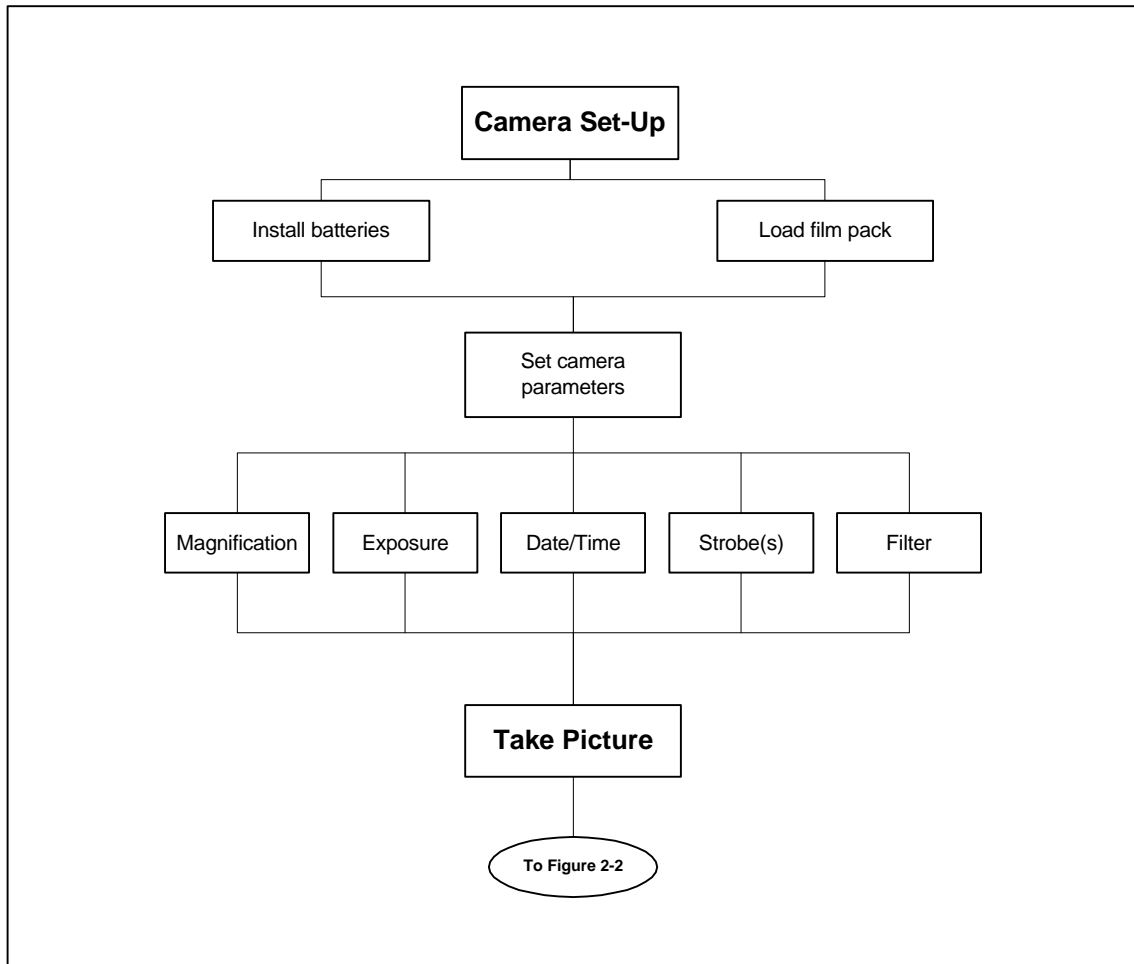 Camera Set-Up
Install batteries
Load film pack
Set camera
parameters
Magnification
Exposure
Date/Time
Strobe(s)
Filter
Take Picture
To Figure 2-2